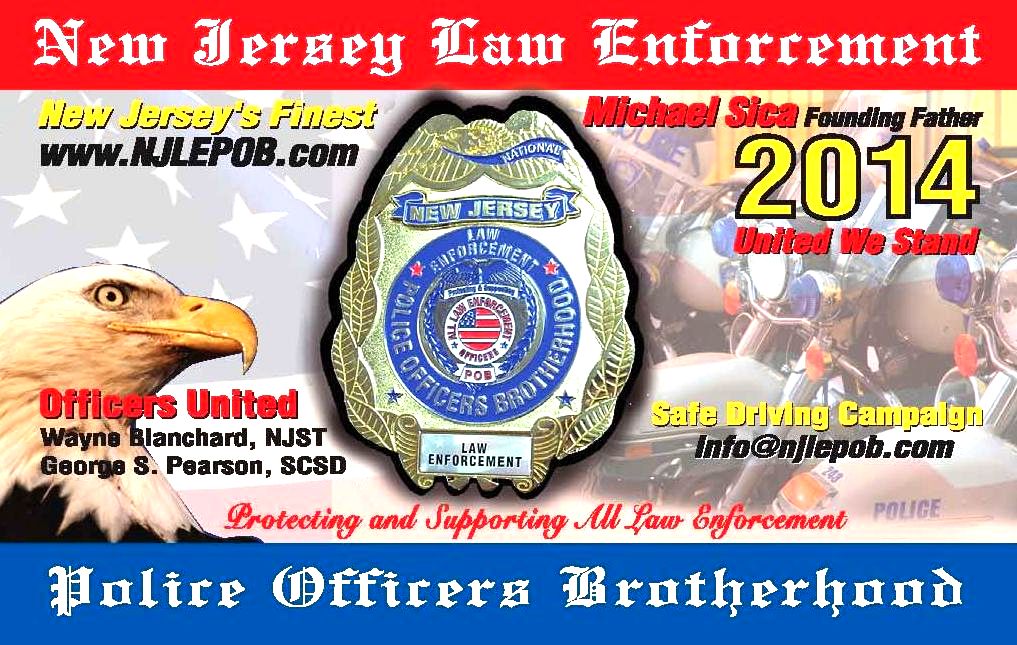 New Jersey Law Enforcement
New Jersey's Finest
www.NJLEPOB.com
Michael Sica Founding Father
2014
United We Stand
NATIONAL
NEW JERSEY
LAW ENFORCEMENT
POLICE OFFICERS BROTHERHOOD
Protecting & Supporting
ALL LAW ENFORCEMENT
OFFICERS
POB
LAW
ENFORCEMENT
Officers United
Wayne Blanchard, NJST
George S. Pearson, SCSD
Safe Driving Campaign
info@njlepob.com
248
POLICE
Protecting and Supporting All Law Enforcement
Police Officers Brotherhood